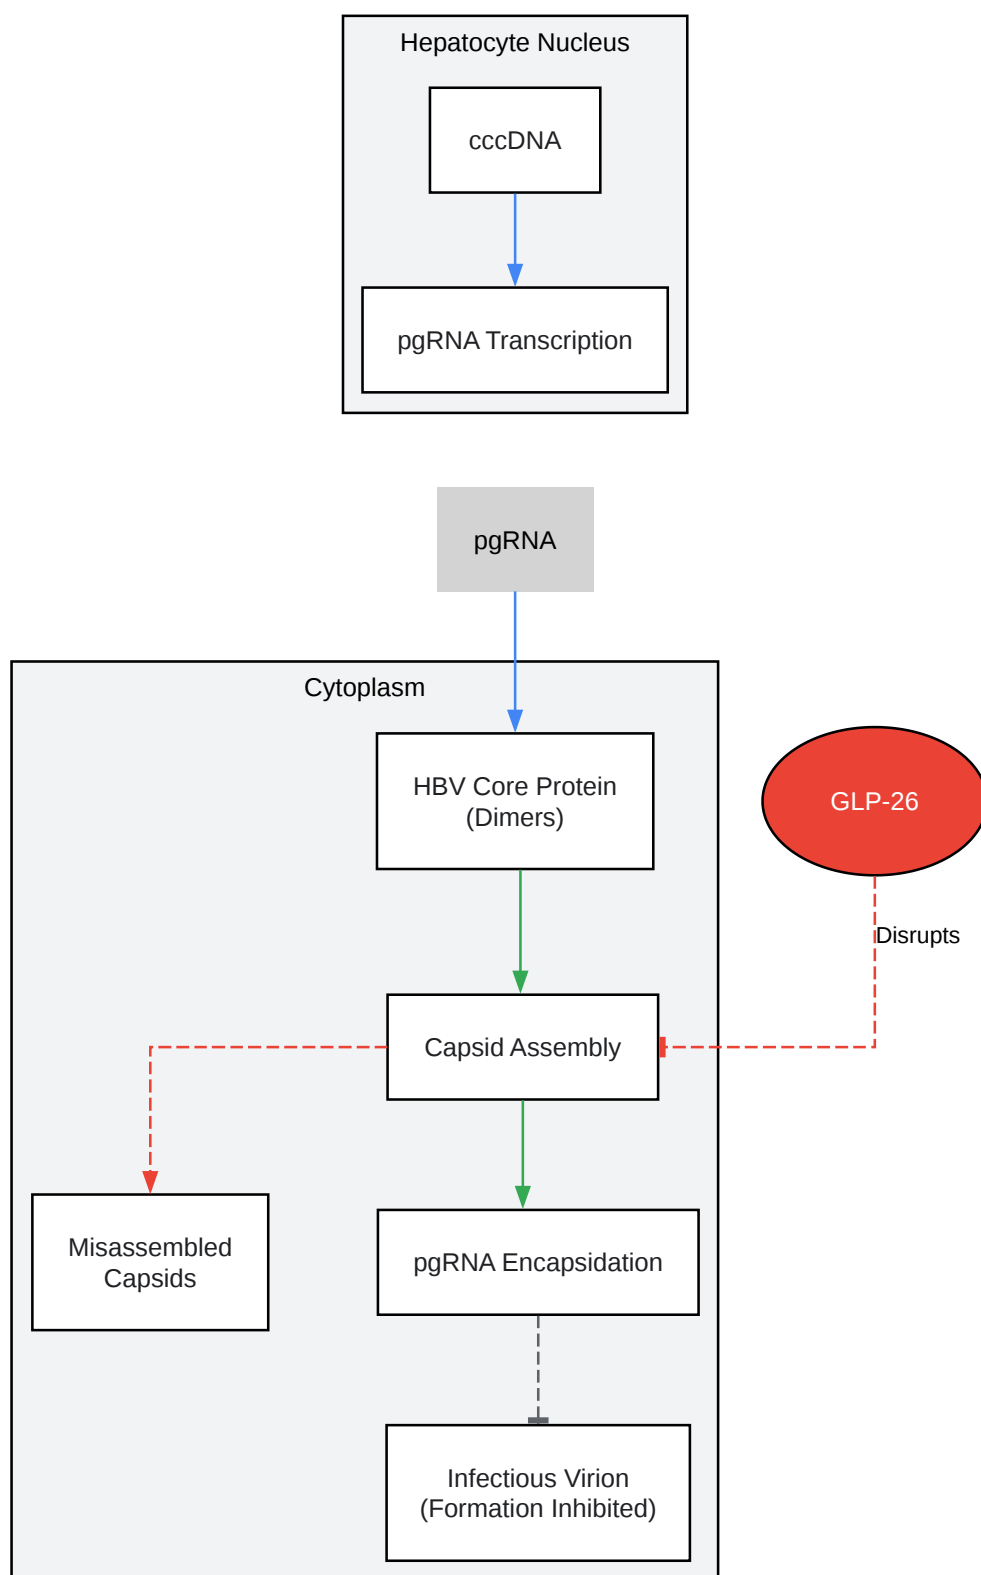 Hepatocyte Nucleus
cccDNA
pgRNA Transcription
pgRNA
Cytoplasm
HBV Core Protein
(Dimers)
GLP-26
Disrupts
Capsid Assembly
Misassembled
Capsids
pgRNA Encapsidation
Infectious Virion
(Formation Inhibited)